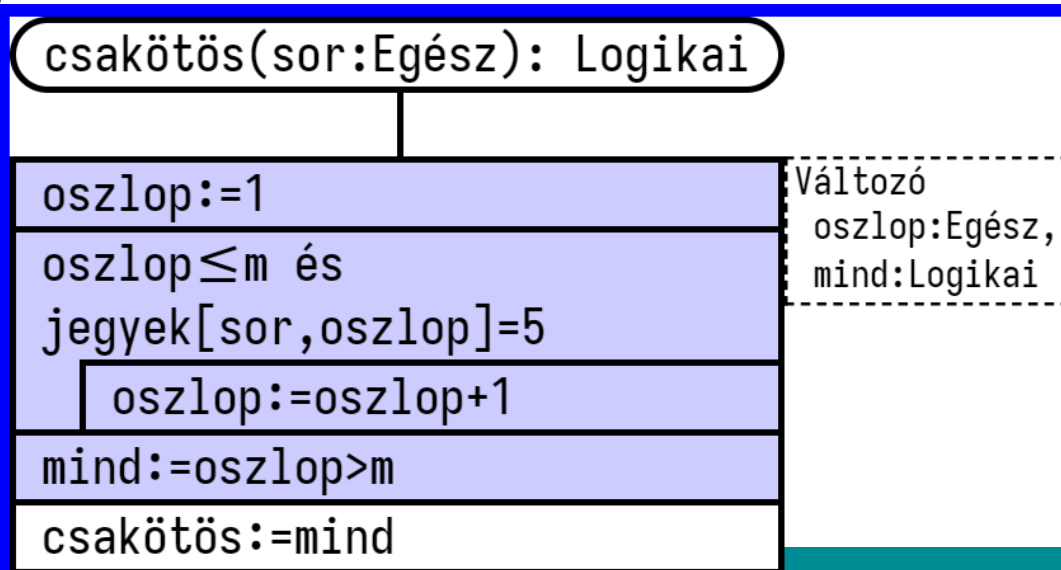 csakötös(sor:Egész): Logikai
oszlop:=1
oszlop≤m és
jegyek[sor,oszlop]=5
oszlop:=oszlop+1
mind:=oszlop>m
csakötös:=mind
Változó
oszlop:Egész,
mind:Logikai